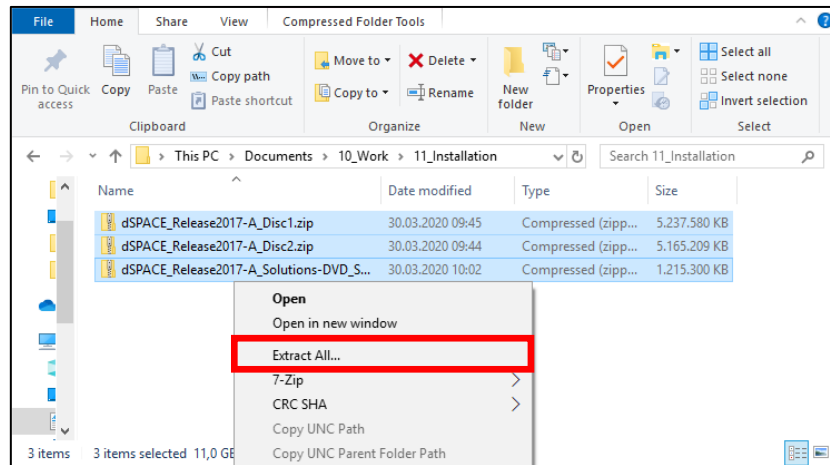 File Home Share View Compressed Folder Tools
Pin to Quick access
Copy
Paste
Cut
Copy path
Paste shortcut
Clipboard
Move to
Copy to
Delete
Rename
Organize
New folder
New
Properties
Open
Select all
Select none
Invert selection
Select
This PC > Documents > 10_Work > 11_Installation
Search 11_Installation
Name Date modified Type Size
dSPACE_Release2017-A_Disc1.zip 30.03.2020 09:45 Compressed (zipp... 5.237.580 KB
dSPACE_Release2017-A_Disc2.zip 30.03.2020 09:44 Compressed (zipp... 5.165.209 KB
dSPACE_Release2017-A_Solutions-DVD_S... 30.03.2020 10:02 Compressed (zipp... 1.215.300 KB
Open
Open in new window
Extract All...
7-Zip
CRC SHA
Copy UNC Path
Copy UNC Parent Folder Path
3 items 3 items selected 11,0 GB